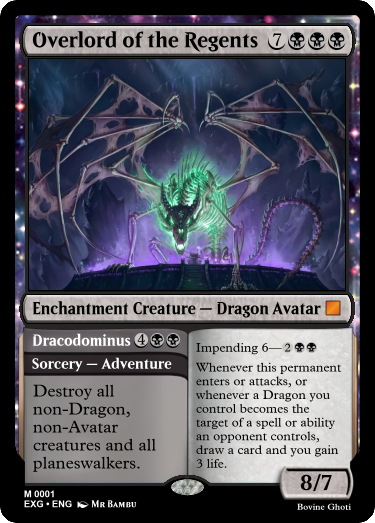 Overlord of the Regents 7
Enchantment Creature — Dragon Avatar
Dracodominus 4
Sorcery — Adventure
Destroy all
non-Dragon,
non-Avatar
creatures and all
planeswalkers.
Impending 6— 2
Whenever this permanent
enters or attacks, or
whenever a Dragon you
control becomes the
target of a spell or ability
an opponent controls,
draw a card and you gain
3 life.
8/7
M 0001
EXG • ENG Mr Bambu
Bovine Ghoti